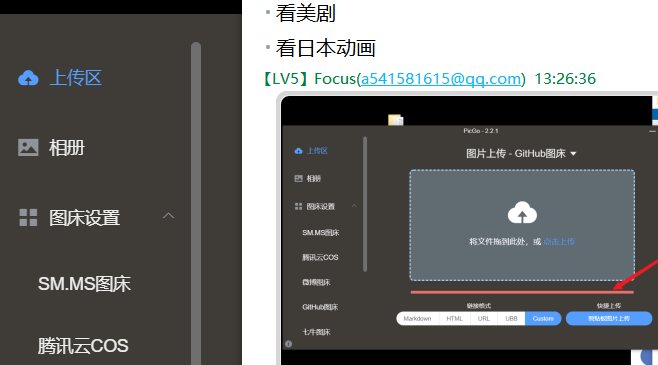 上传区
相册
图床设置
SM.MS图床
腾讯云COS
• 看美剧
• 看日本动画
【LV5】Focus(a541581615@qq.com) 13:26:36
PicGo - 2.2.1
上传区
相册
图床设置
SM.MS图床
腾讯云COS
微博图床
GitHub图床
七牛图床
图片上传 - GitHub图床
将文件拖到此处，或 点击上传
链接格式
快捷上传
Markdown HTML URL UBB Custom
剪贴板图片上传